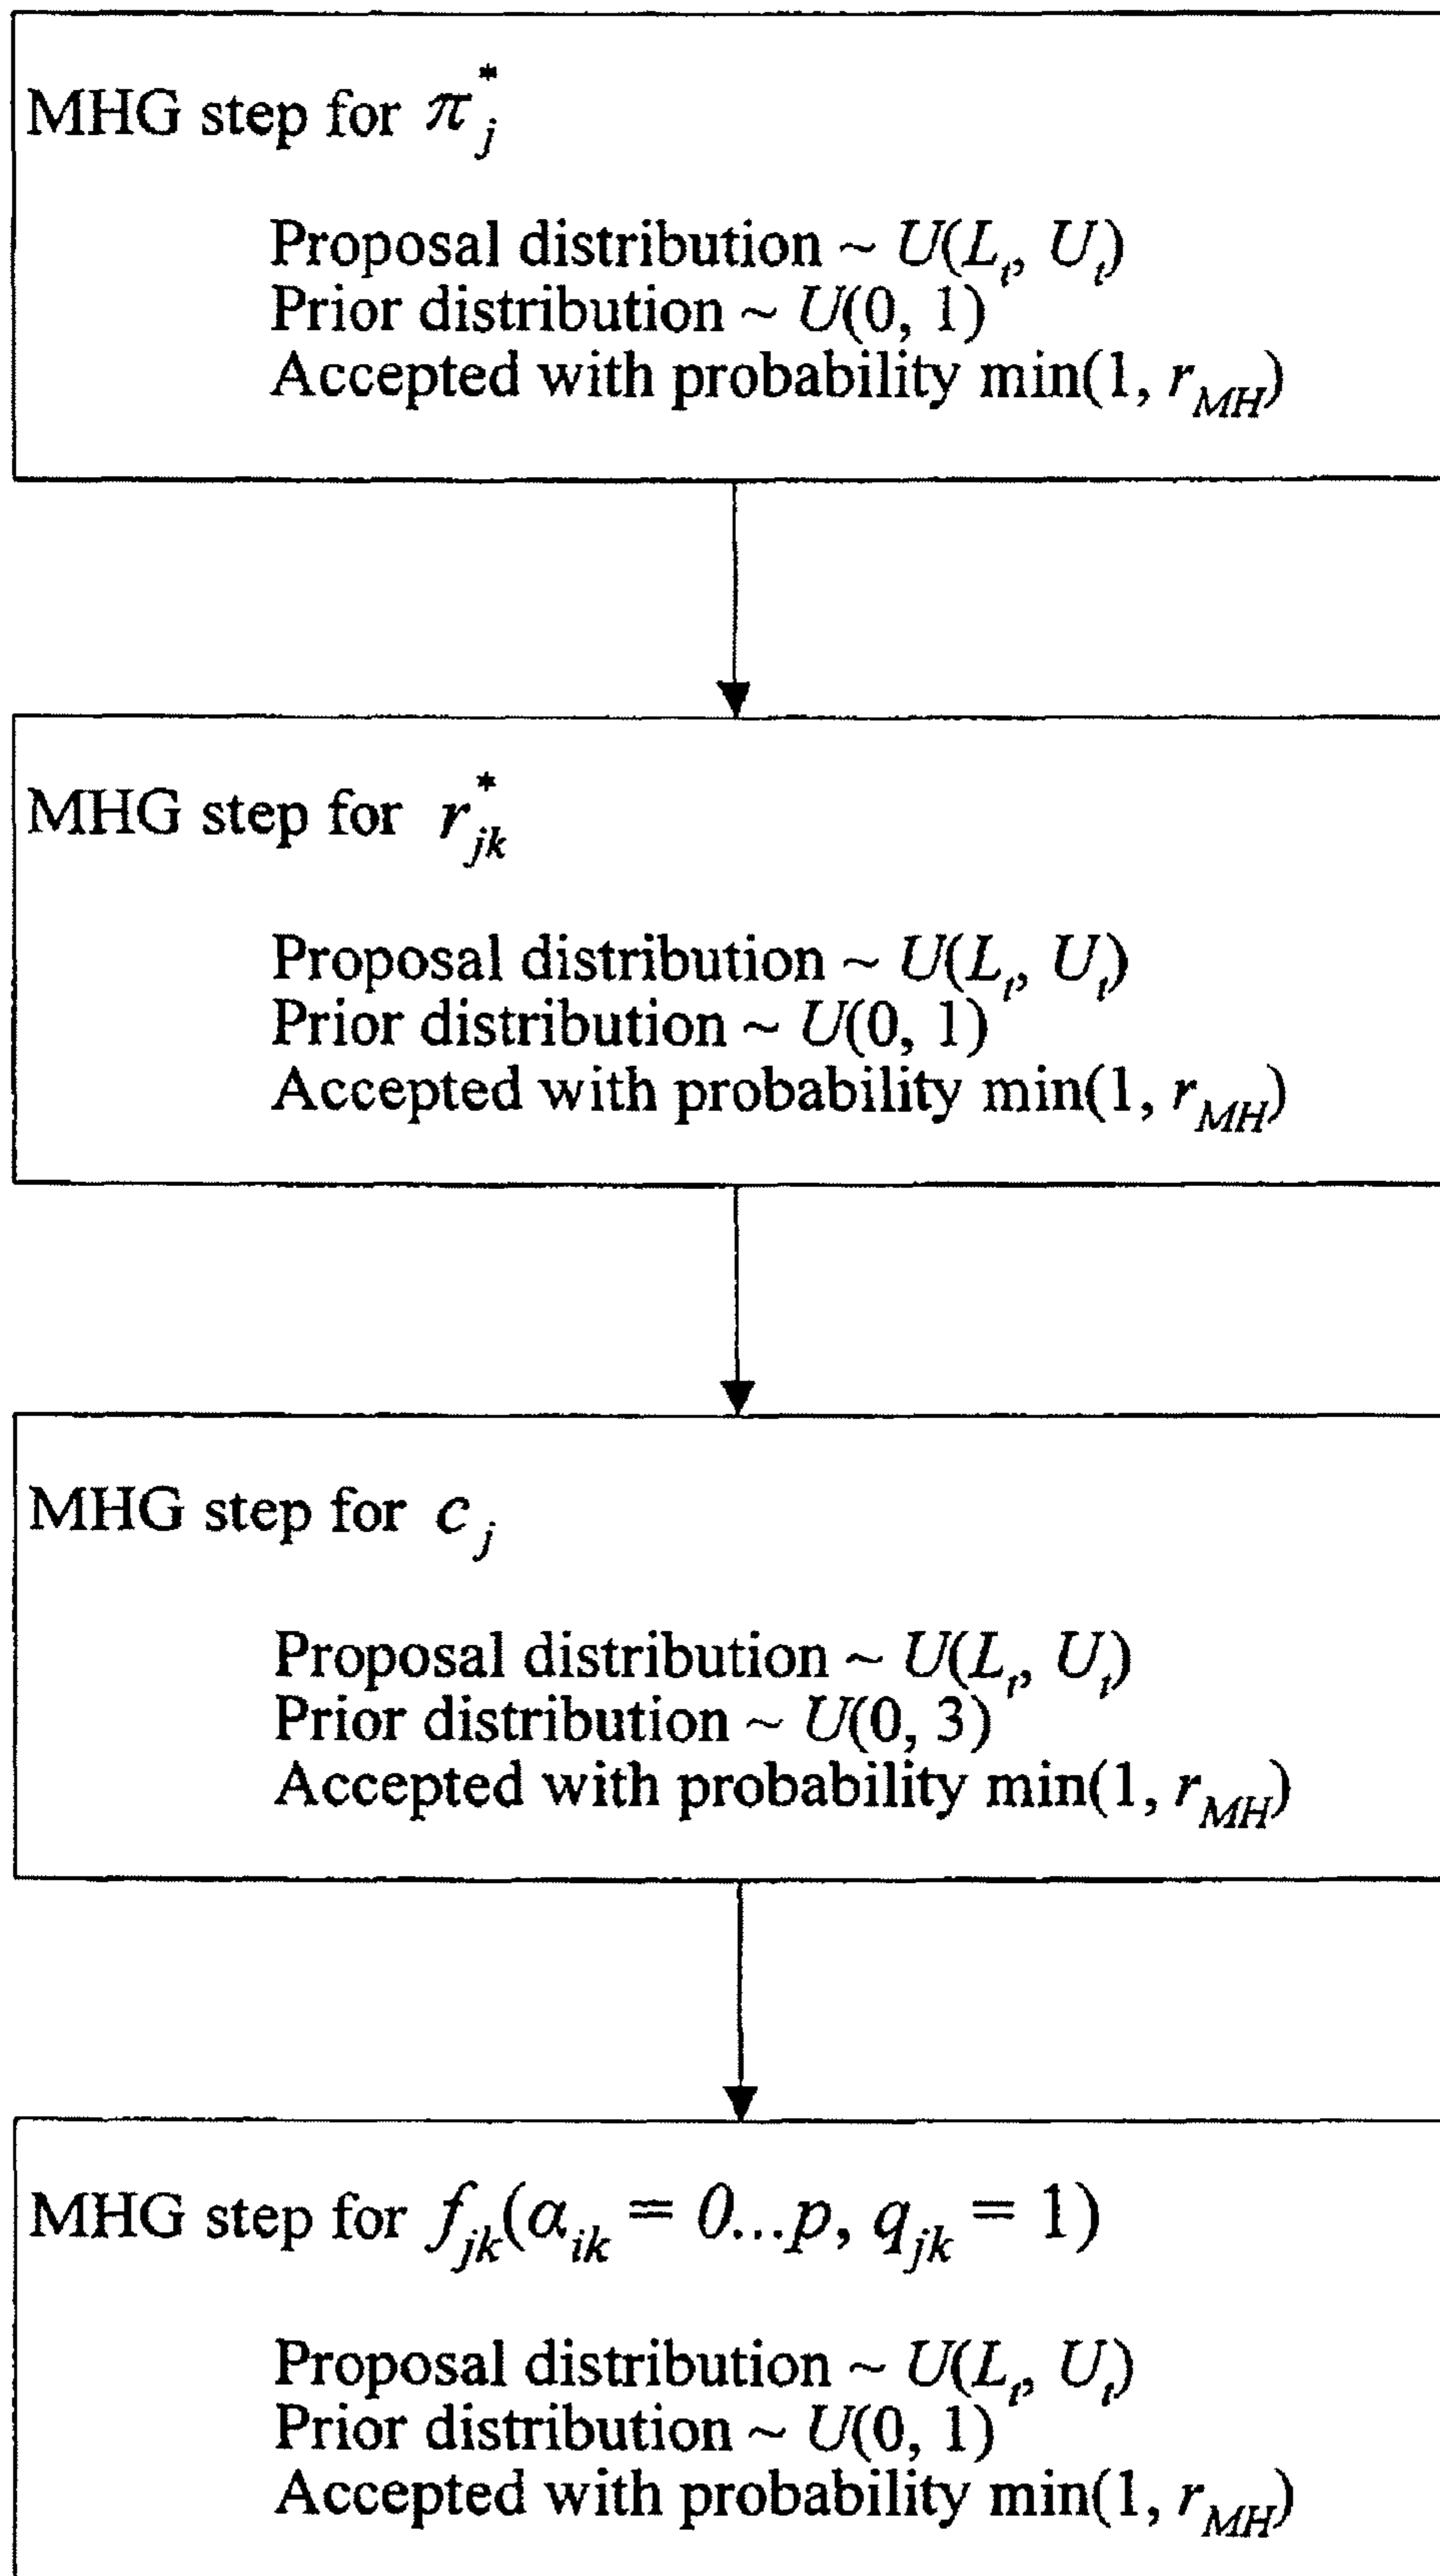 MHG step for π*j
Proposal distribution ~ U(Lt, Ut)
Prior distribution ~ U(0, 1)
Accepted with probability min(1, rMH)
MHG step for r*jk
Proposal distribution ~ U(Lt, Ut)
Prior distribution ~ U(0, 1)
Accepted with probability min(1, rMH)
MHG step for cj
Proposal distribution ~ U(Lt, Ut)
Prior distribution ~ U(0, 3)
Accepted with probability min(1, rMH)
MHG step for fjk(αik = 0...p, qjk = 1)
Proposal distribution ~ U(Lt, Ut)
Prior distribution ~ U(0, 1)
Accepted with probability min(1, rMH)